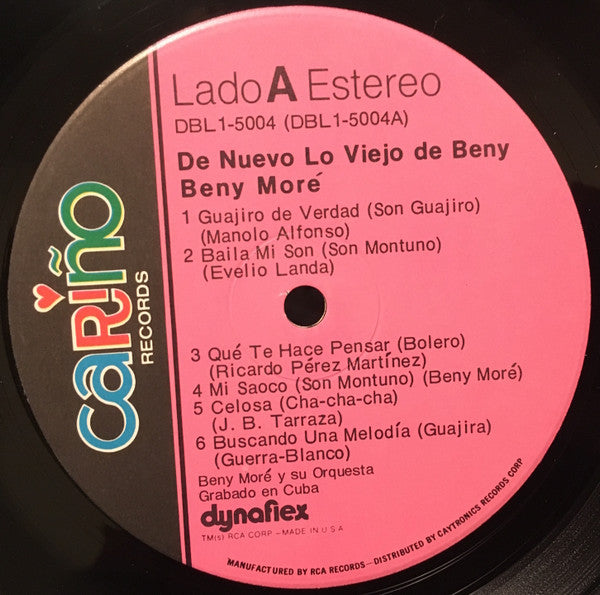 Lado A Estereo
DBL1-5004 (DBL1-5004A)
De Nuevo Lo Viejo de Beny
Beny Moré
1 Guajiro de Verdad (Son Guajiro)
(Manolo Alfonso)
2 Baila Mi Son (Son Montuno)
(Evelio Landa)
3 Qué Te Hace Pensar (Bolero)
(Ricardo Pérez Martínez)
4 Mi Saoco (Son Montuno) (Beny Moré)
5 Celosa (Cha-cha-cha)
(J. B. Tarraza)
6 Buscando Una Melodía (Guajira)
(Guerra-Blanco)
Beny Moré y su Orquesta
Grabado en Cuba
dynaflex
TM(s) RCA CORP – MADE IN U S A
MANUFACTURED BY RCA RECORDS – DISTRIBUTED BY CAYTRONICS RECORDS CORP
CARIÑO
RECORDS